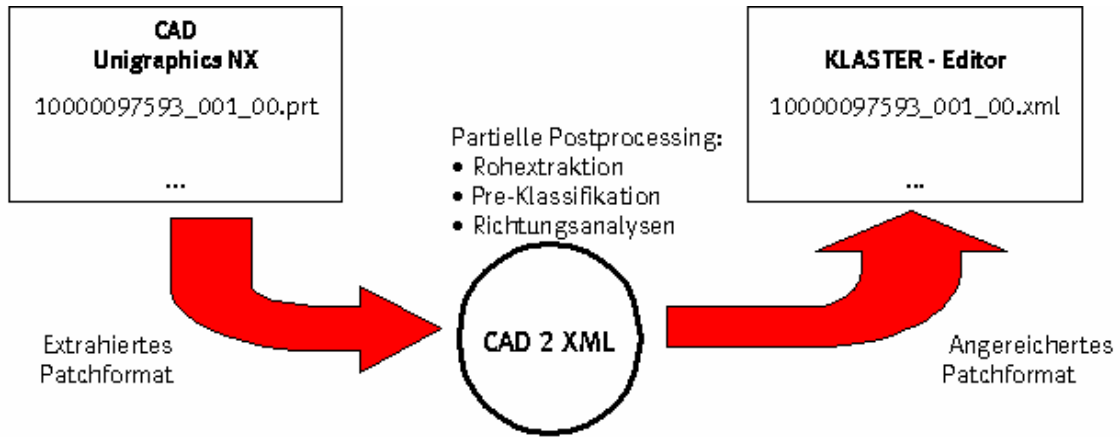 CAD
Unigraphics NX
10000097593_001_00.prt
...
KLASTER - Editor
10000097593_001_00.xml
...
Partielle Postprocessing:
• Rohextraktion
• Pre-Klassifikation
• Richtungsanalysen
CAD 2 XML
Extrahiertes
Patchformat
Angereichertes
Patchformat